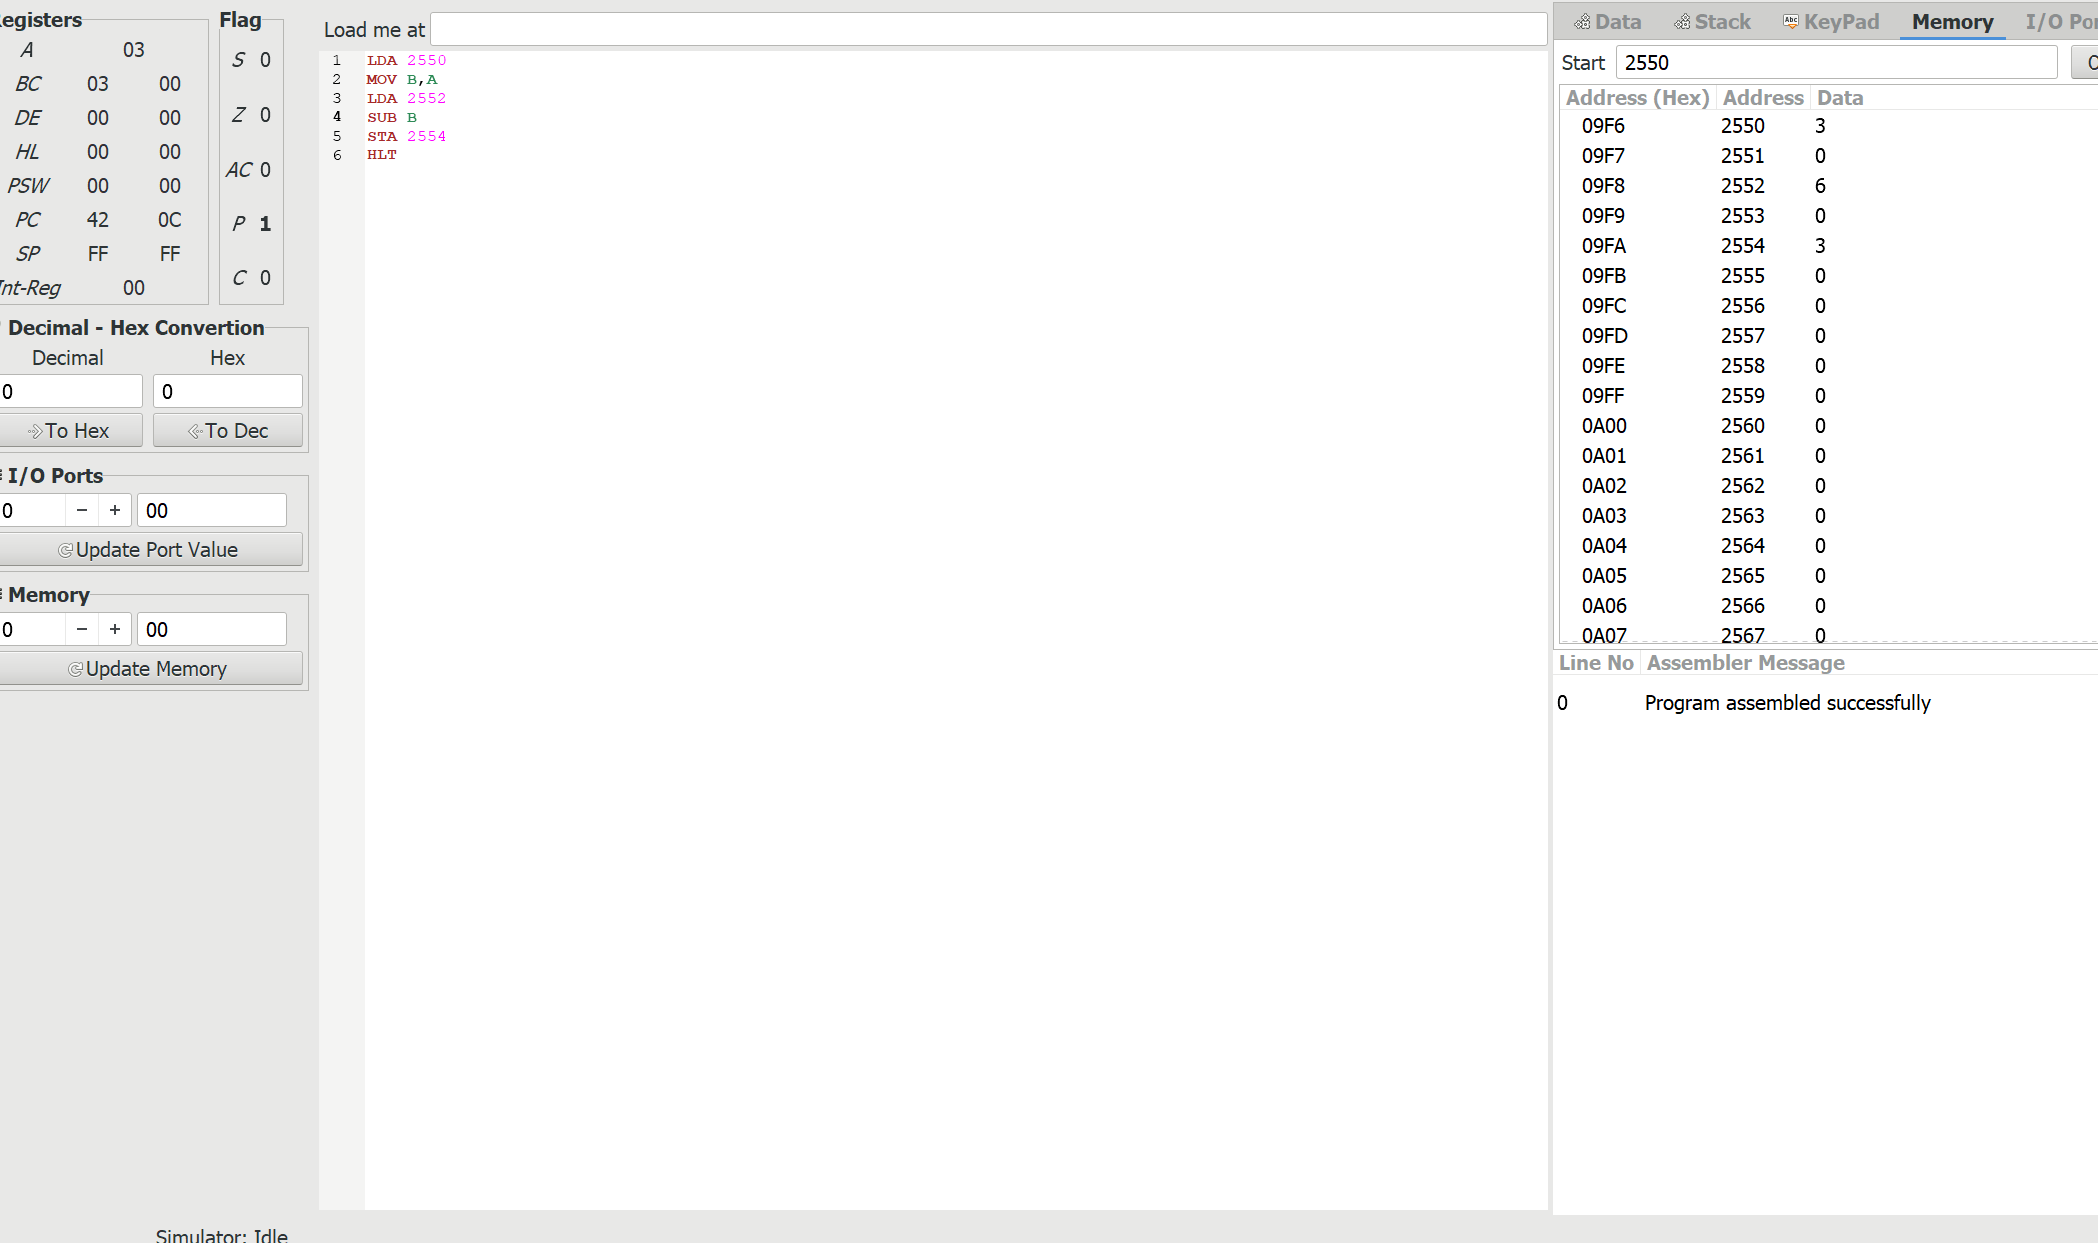 Registers
A 03
BC 03 00
DE 00 00
HL 00 00
PSW 00 00
PC 42 0C
SP FF FF
Int-Reg 00
Flag
S 0
Z 0
AC 0
P 1
C 0
Decimal - Hex Convertion
Decimal Hex
0 0
To Hex To Dec
I/O Ports
0 − + 00
Update Port Value
Memory
0 − + 00
Update Memory
Simulator: Idle
Load me at
1 LDA 2550
2 MOV B,A
3 LDA 2552
4 SUB B
5 STA 2554
6 HLT
Data Stack KeyPad Memory I/O Por
Start 2550
Address (Hex) Address Data
09F6 2550 3
09F7 2551 0
09F8 2552 6
09F9 2553 0
09FA 2554 3
09FB 2555 0
09FC 2556 0
09FD 2557 0
09FE 2558 0
09FF 2559 0
0A00 2560 0
0A01 2561 0
0A02 2562 0
0A03 2563 0
0A04 2564 0
0A05 2565 0
0A06 2566 0
0A07 2567 0
Line No Assembler Message
0 Program assembled successfully